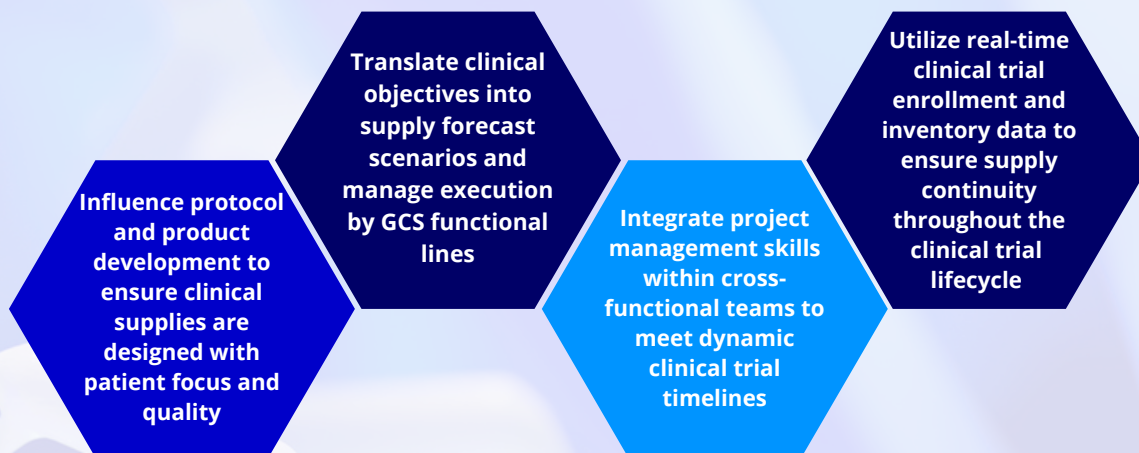 Influence protocol
and product
development to
ensure clinical
supplies are
designed with
patient focus and
quality
Translate clinical
objectives into
supply forecast
scenarios and
manage execution
by GCS functional
lines
Integrate project
management skills
within cross-
functional teams to
meet dynamic
clinical trial
timelines
Utilize real-time
clinical trial
enrollment and
inventory data to
ensure supply
continuity
throughout the
clinical trial
lifecycle